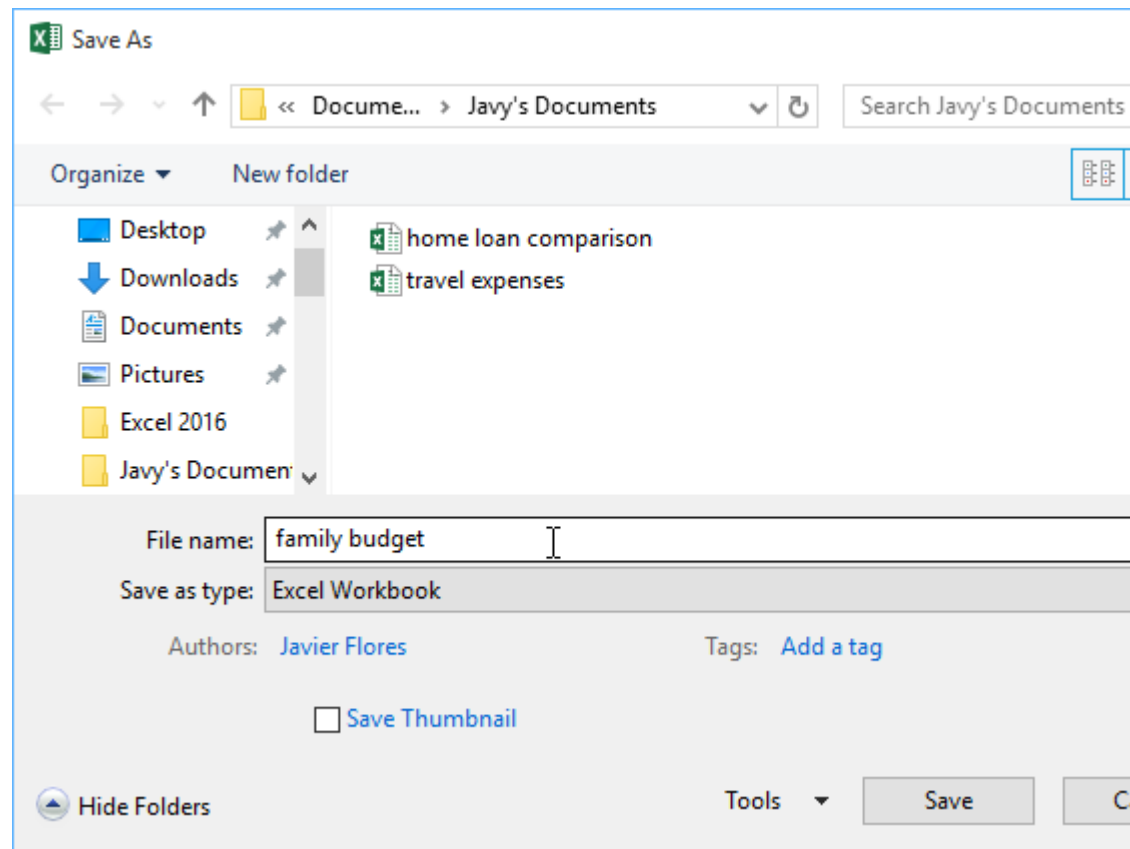 Save As
« Docume... > Javy's Documents
Search Javy's Documents
Organize
New folder
Desktop
Downloads
Documents
Pictures
Excel 2016
Javy's Documen
home loan comparison
travel expenses
File name: family budget
Save as type: Excel Workbook
Authors: Javier Flores Tags: Add a tag
Save Thumbnail
Hide Folders
Tools
Save